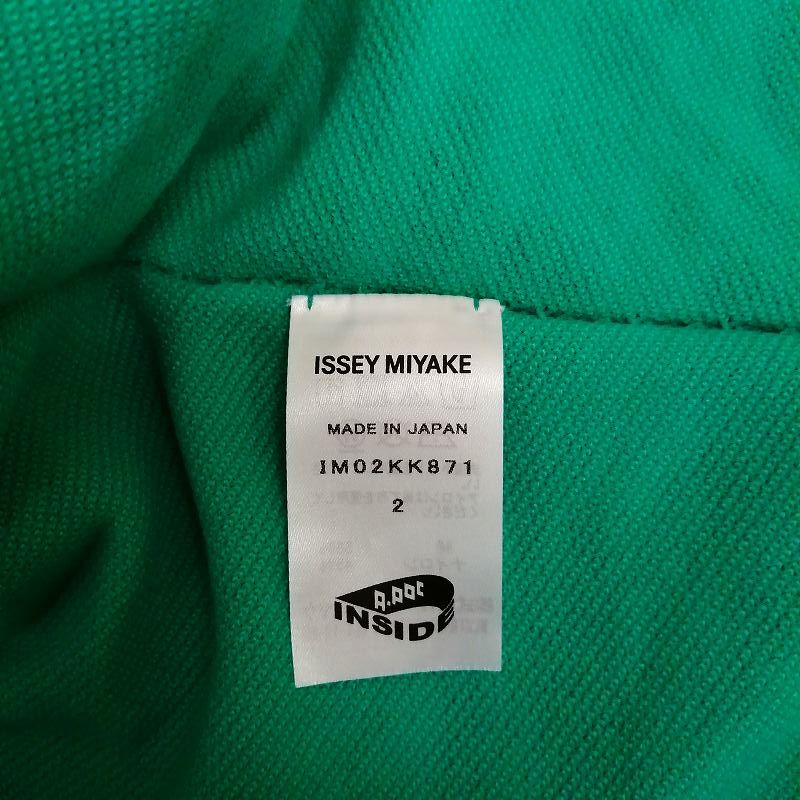 ISSEY MIYAKE
MADE IN JAPAN
IM02KK871
2
A.POC
INSIDE